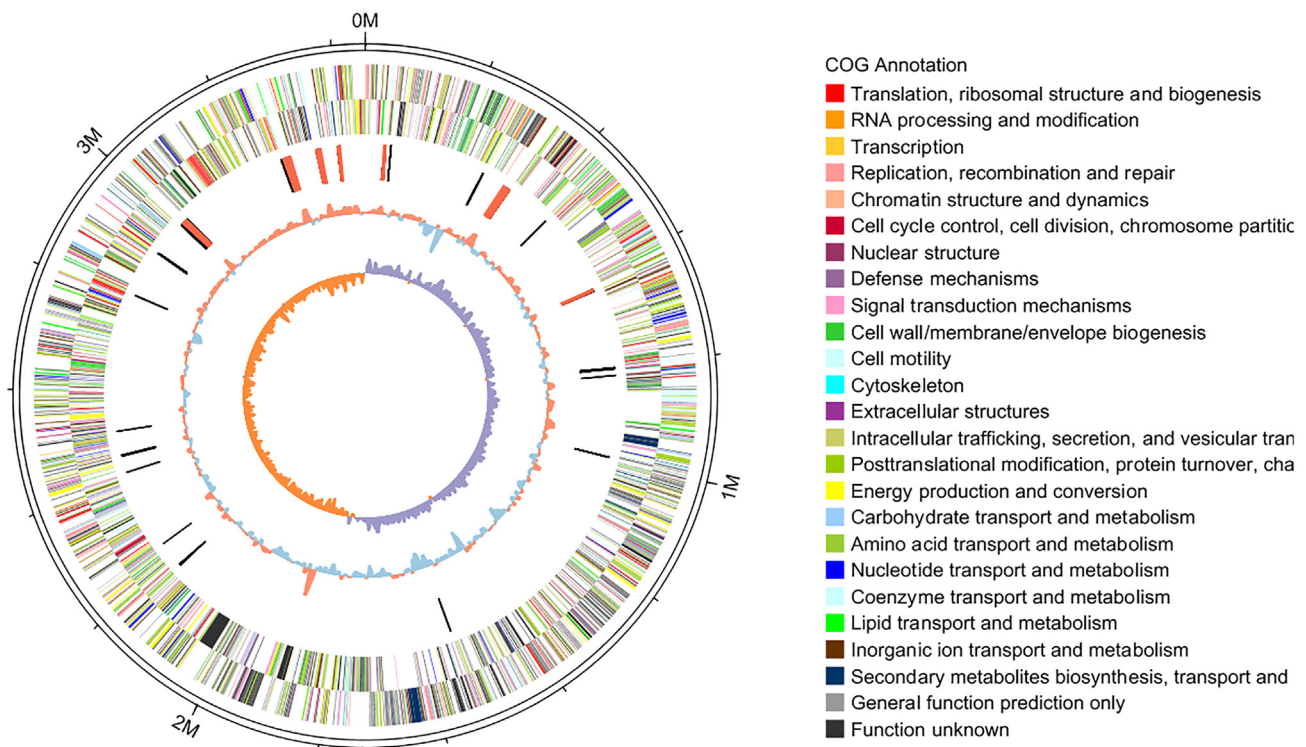 0M
3M
1M
2M
COG Annotation
Translation, ribosomal structure and biogenesis
RNA processing and modification
Transcription
Replication, recombination and repair
Chromatin structure and dynamics
Cell cycle control, cell division, chromosome partitic
Nuclear structure
Defense mechanisms
Signal transduction mechanisms
Cell wall/membrane/envelope biogenesis
Cell motility
Cytoskeleton
Extracellular structures
Intracellular trafficking, secretion, and vesicular tran
Posttranslational modification, protein turnover, cha
Energy production and conversion
Carbohydrate transport and metabolism
Amino acid transport and metabolism
Nucleotide transport and metabolism
Coenzyme transport and metabolism
Lipid transport and metabolism
Inorganic ion transport and metabolism
Secondary metabolites biosynthesis, transport and
General function prediction only
Function unknown